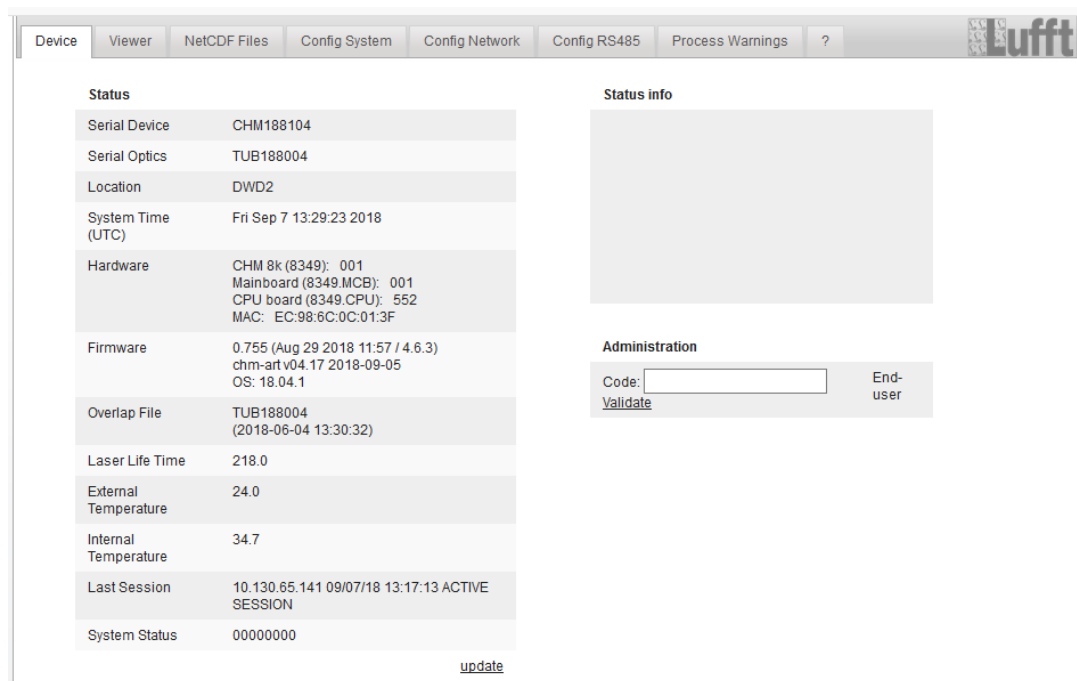 Device Viewer NetCDF Files Config System Config Network Config RS485 Process Warnings ?
Lufft
Status
Serial Device CHM188104
Serial Optics TUB188004
Location DWD2
System Time
(UTC)
Fri Sep 7 13:29:23 2018
Hardware
CHM 8k (8349): 001
Mainboard (8349.MCB): 001
CPU board (8349.CPU): 552
MAC: EC:98:6C:0C:01:3F
Firmware
0.755 (Aug 29 2018 11:57 / 4.6.3)
chm-art v04.17 2018-09-05
OS: 18.04.1
Overlap File
TUB188004
(2018-06-04 13:30:32)
Laser Life Time 218.0
External
Temperature
24.0
Internal
Temperature
34.7
Last Session
10.130.65.141 09/07/18 13:17:13 ACTIVE
SESSION
System Status 00000000
update
Status info
Administration
Code:
Validate
End-
user